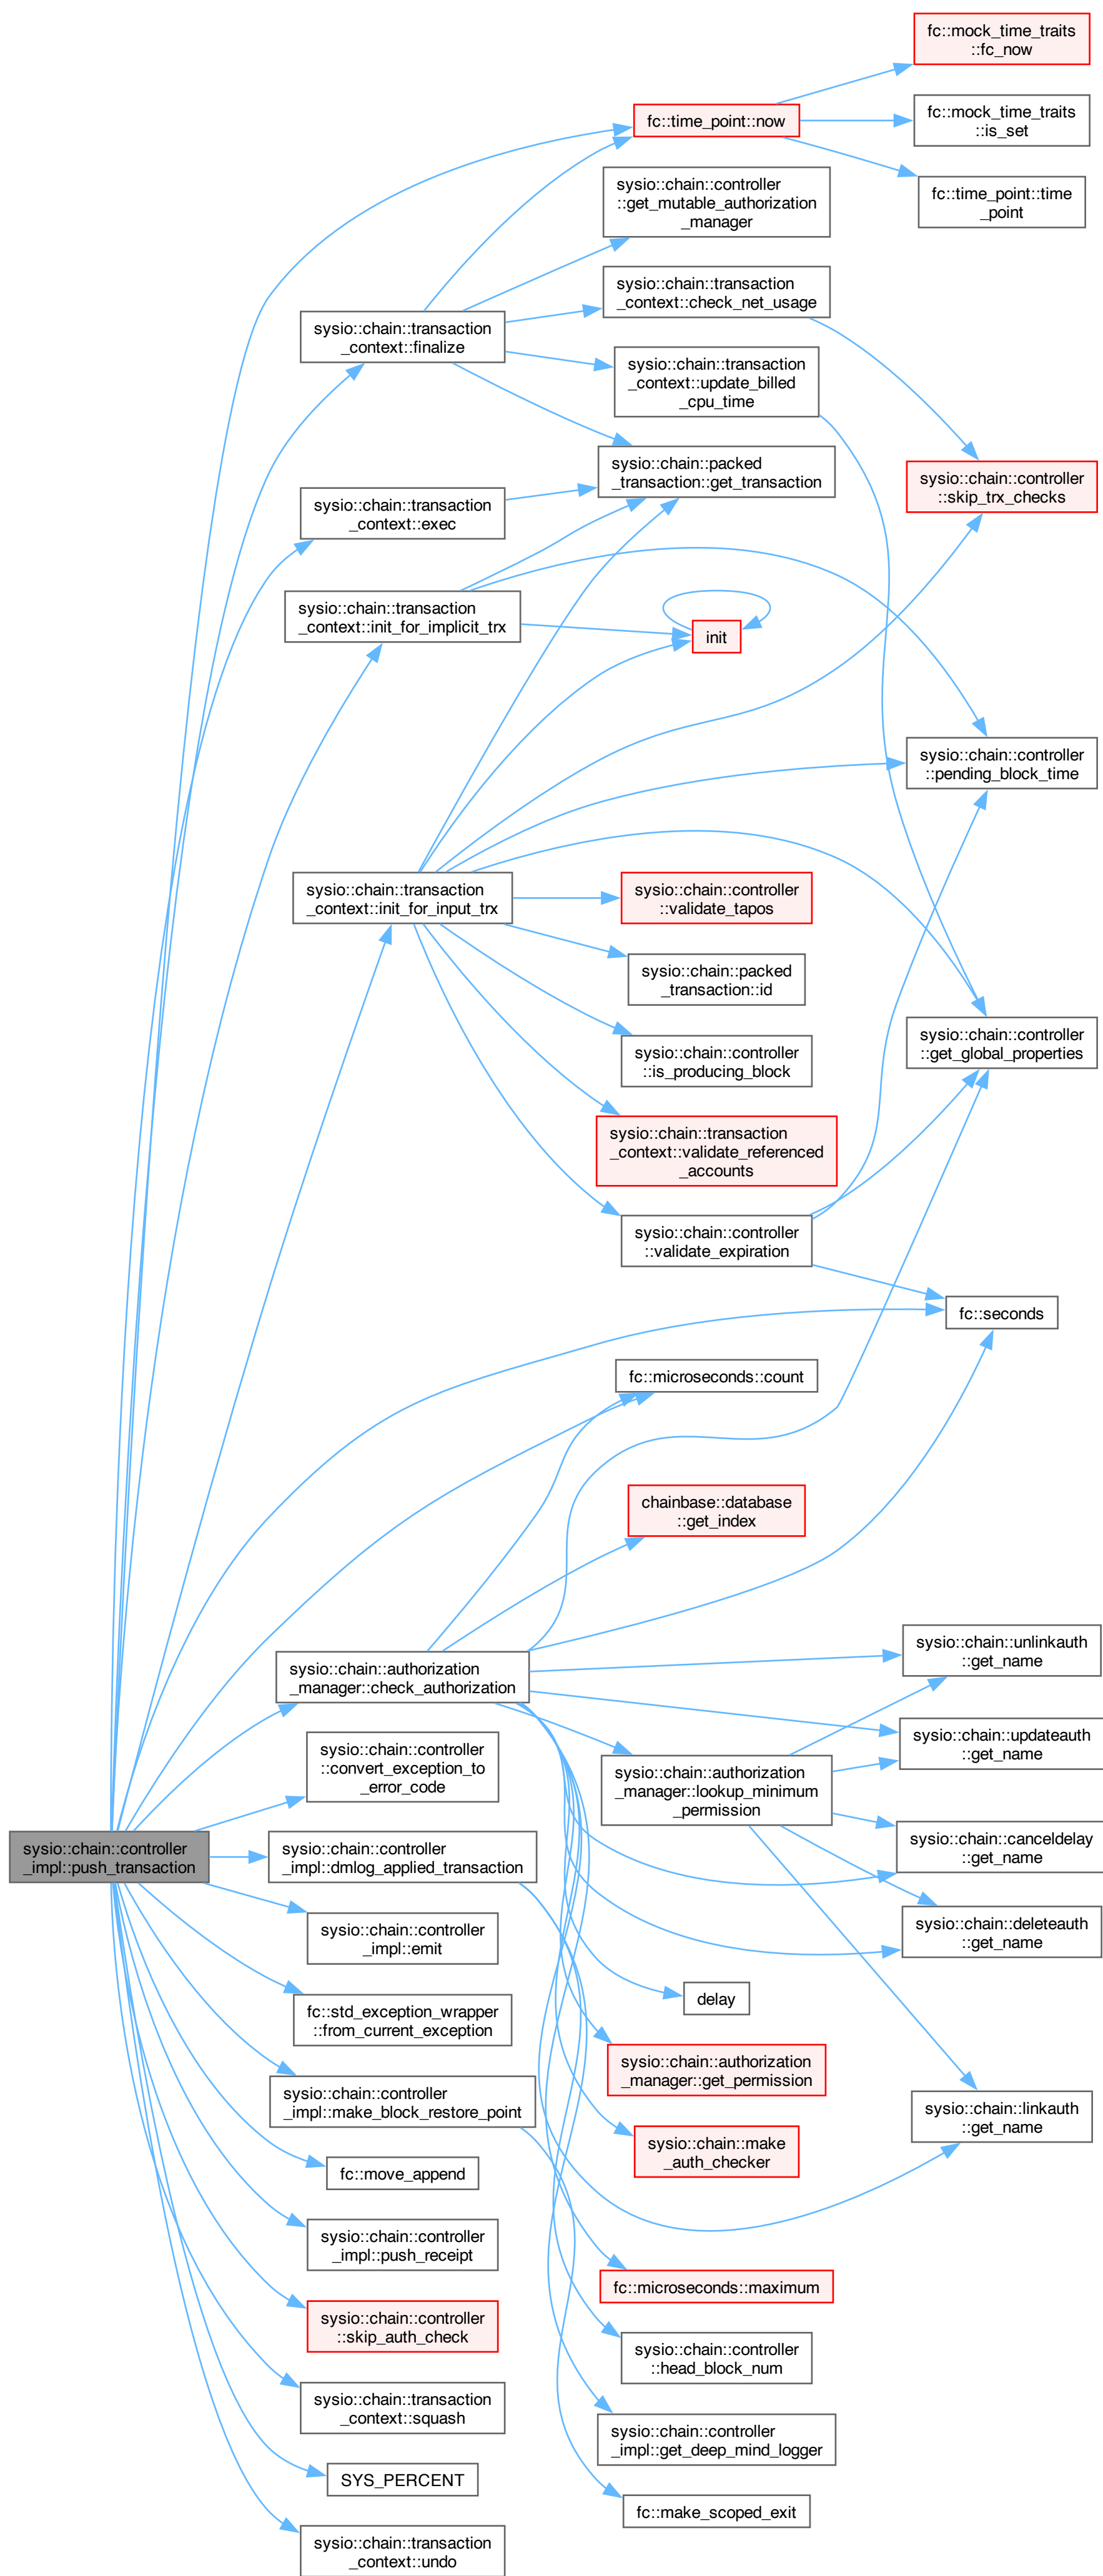 fc::mock_time_traits
::fc_now
fc::time_point::now
fc::mock_time_traits
::is_set
sysio::chain::controller
::get_mutable_authorization
_manager
fc::time_point::time
_point
sysio::chain::transaction
_context::check_net_usage
sysio::chain::transaction
_context::finalize
sysio::chain::transaction
_context::update_billed
_cpu_time
sysio::chain::packed
_transaction::get_transaction
sysio::chain::controller
::skip_trx_checks
sysio::chain::transaction
_context::exec
sysio::chain::transaction
_context::init_for_implicit_trx
init
sysio::chain::controller
::pending_block_time
sysio::chain::transaction
_context::init_for_input_trx
sysio::chain::controller
::validate_tapos
sysio::chain::packed
_transaction::id
sysio::chain::controller
::is_producing_block
sysio::chain::controller
::get_global_properties
sysio::chain::transaction
_context::validate_referenced
_accounts
sysio::chain::controller
::validate_expiration
fc::seconds
fc::microseconds::count
chainbase::database
::get_index
sysio::chain::authorization
_manager::check_authorization
sysio::chain::unlinkauth
::get_name
sysio::chain::updateauth
::get_name
sysio::chain::controller
::convert_exception_to
_error_code
sysio::chain::authorization
_manager::lookup_minimum
_permission
sysio::chain::controller
_impl::push_transaction
sysio::chain::controller
_impl::dmlog_applied_transaction
sysio::chain::canceldelay
::get_name
sysio::chain::controller
_impl::emit
sysio::chain::deleteauth
::get_name
delay
fc::std_exception_wrapper
::from_current_exception
sysio::chain::authorization
_manager::get_permission
sysio::chain::controller
_impl::make_block_restore_point
sysio::chain::linkauth
::get_name
sysio::chain::make
_auth_checker
fc::move_append
sysio::chain::controller
_impl::push_receipt
fc::microseconds::maximum
sysio::chain::controller
::skip_auth_check
sysio::chain::controller
::head_block_num
sysio::chain::transaction
_context::squash
sysio::chain::controller
_impl::get_deep_mind_logger
SYS_PERCENT
fc::make_scoped_exit
sysio::chain::transaction
_context::undo